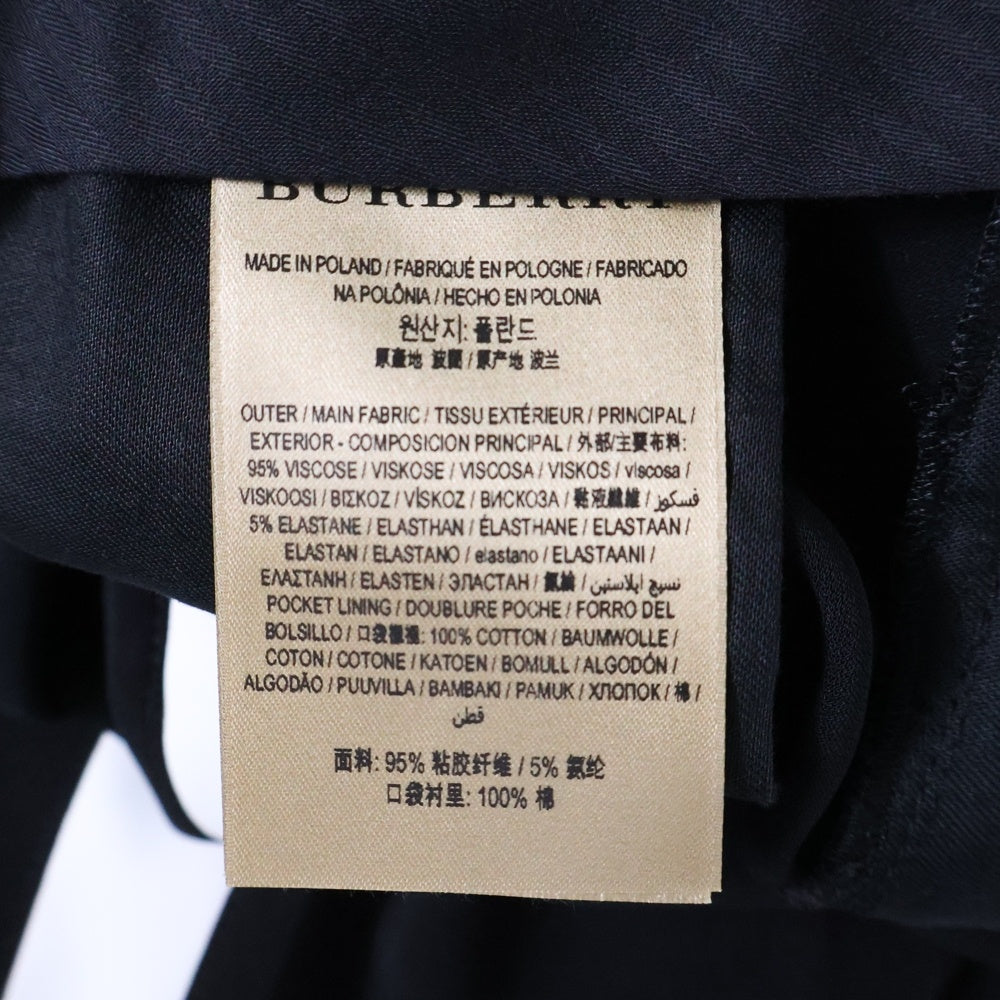 BURBERRY
MADE IN POLAND / FABRIQUÉ EN POLOGNE / FABRICADO
NA POLÔNIA / HECHO EN POLONIA
원산지: 폴란드
原產地 波蘭 / 原产地 波兰
OUTER / MAIN FABRIC / TISSU EXTÉRIEUR / PRINCIPAL /
EXTERIOR - COMPOSICION PRINCIPAL / 外部/主要布料:
95% VISCOSE / VISKOSE / VISCOSA / VISKOS / viscosa /
VISKOOSI / ΒΙΣΚΟΖ / VİSKOZ / ВИСКОЗА / 黏液纖維 / فسكوز
5% ELASTANE / ELASTHAN / ÉLASTHANE / ELASTAAN /
ELASTAN / ELASTANO / elastano / ELASTAANI /
ΕΛΑΣΤΑΝΗ / ELASTEN / ЭЛАСТАН / 氨綸 / نسيج ايلاستين
POCKET LINING / DOUBLURE POCHE / FORRO DEL
BOLSILLO / 口袋襯裡: 100% COTTON / BAUMWOLLE /
COTON / COTONE / KATOEN / BOMULL / ALGODÓN /
ALGODÃO / PUUVILLA / ΒΑΜΒΑΚΙ / PAMUK / ХЛОПОК / 棉 /
قطن
面料: 95% 粘胶纤维 / 5% 氨纶
口袋衬里: 100% 棉